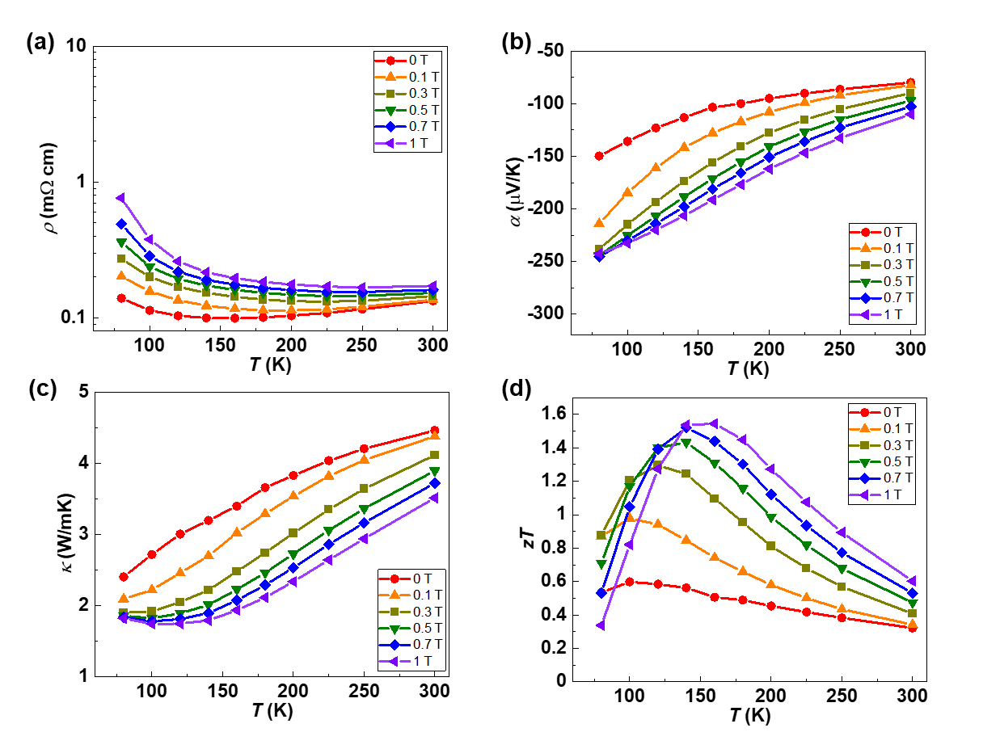 (a)
10
1
0.1
ρ (mΩ cm)
0 T
0.1 T
0.3 T
0.5 T
0.7 T
1 T
100 150 200 250 300
T (K)
(b)
-50
-100
-150
-200
-250
-300
α (μV/K)
0 T
0.1 T
0.3 T
0.5 T
0.7 T
1 T
100 150 200 250 300
T (K)
(c)
5
4
3
2
1
κ (W/mK)
0 T
0.1 T
0.3 T
0.5 T
0.7 T
1 T
100 150 200 250 300
T (K)
(d)
1.6
1.4
1.2
1
0.8
0.6
0.4
0.2
0
zT
0 T
0.1 T
0.3 T
0.5 T
0.7 T
1 T
100 150 200 250 300
T (K)